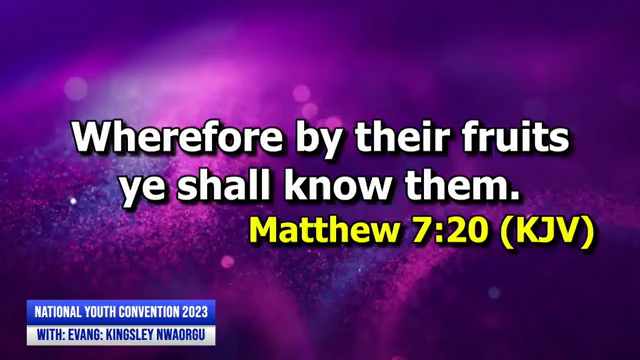 Wherefore by their fruits
ye shall know them.
Matthew 7:20 (KJV)
NATIONAL YOUTH CONVENTION 2023
WITH: EVANG: KINGSLEY NWAORGU